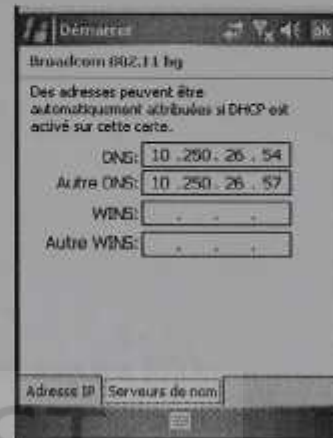 Démarrer ok
Broadcom 802.11 bg
Des adresses peuvent être
automatiquement attribuées si DHCP est
activé sur cette carte.
DNS: 10 .250 . 26 . 54
Autre DNS: 10 .250 . 26 . 57
WINS: . . .
Autre WINS: . . .
Adresse IP Serveurs de nom